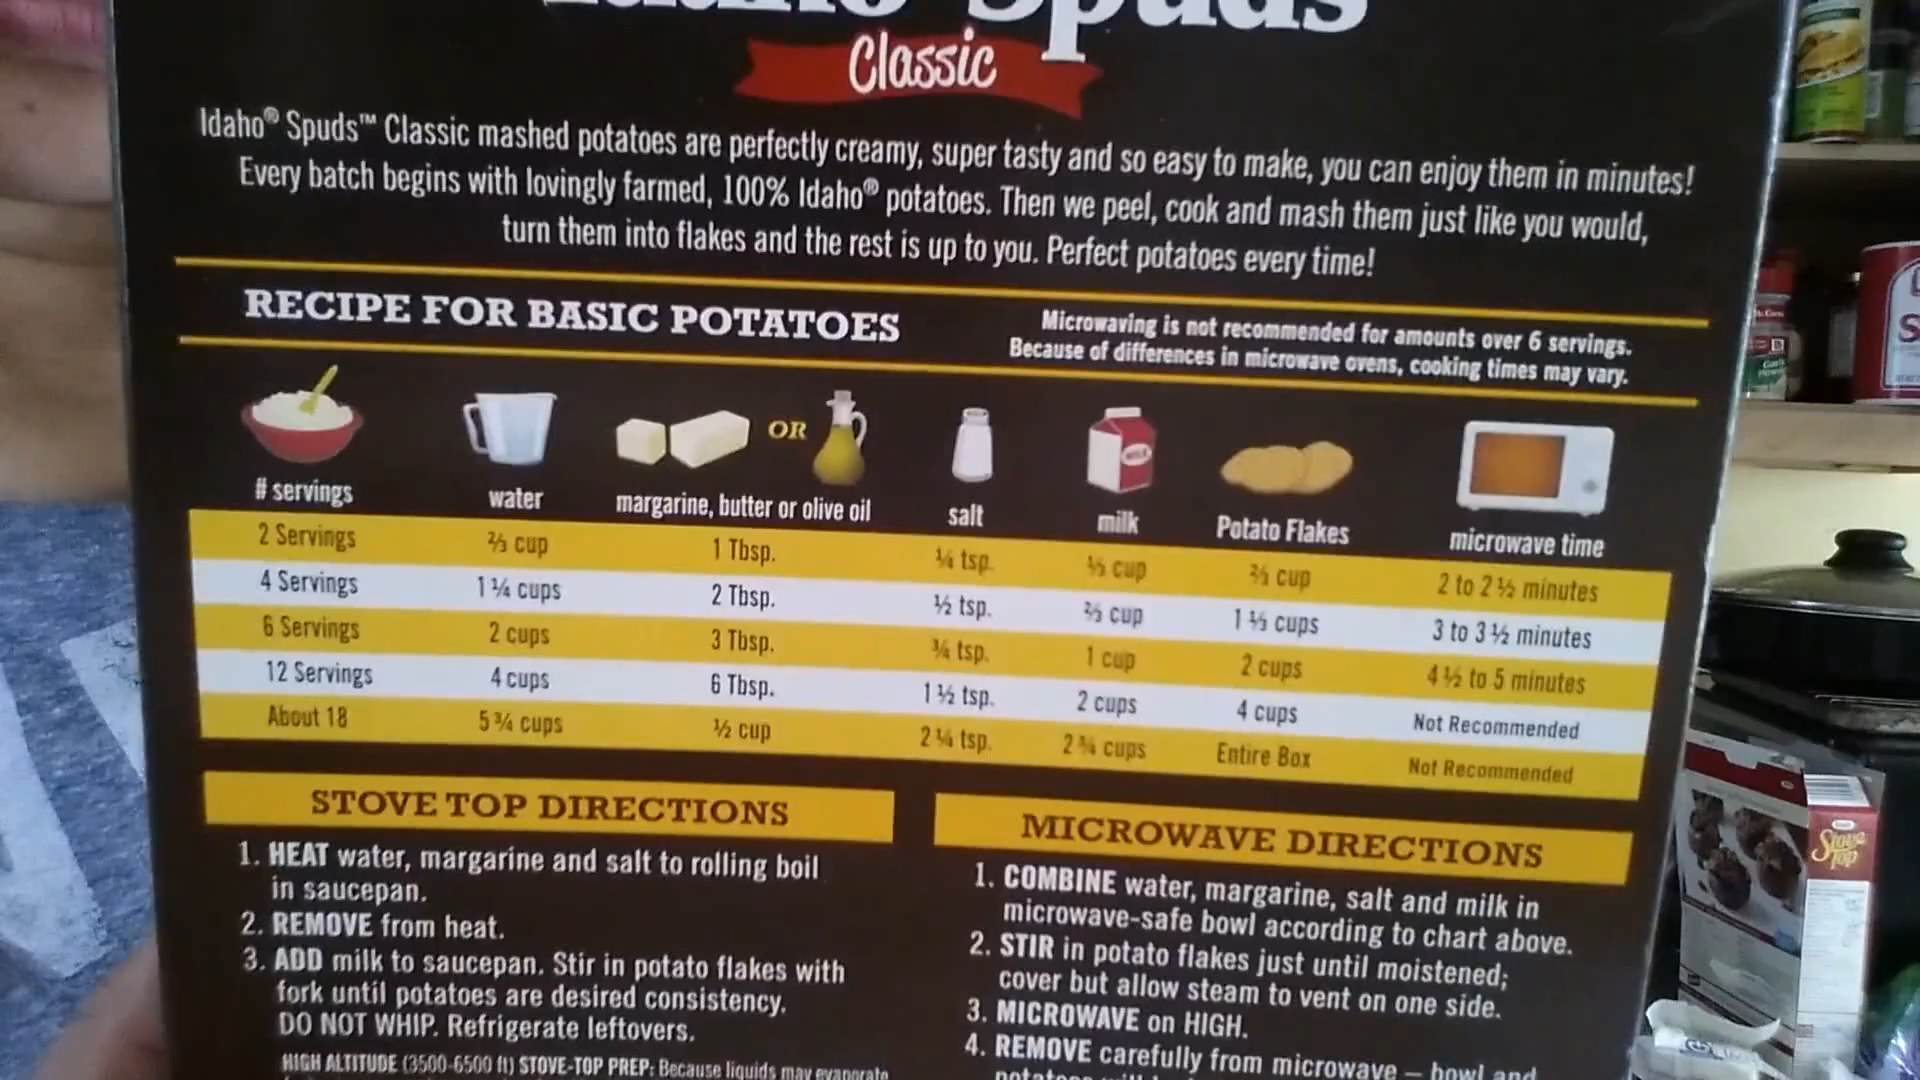 Idaho Spuds
Classic
Idaho® Spuds™ Classic mashed potatoes are perfectly creamy, super tasty and so easy to make, you can enjoy them in minutes!
Every batch begins with lovingly farmed, 100% Idaho® potatoes. Then we peel, cook and mash them just like you would,
turn them into flakes and the rest is up to you. Perfect potatoes every time!
RECIPE FOR BASIC POTATOES
Microwaving is not recommended for amounts over 6 servings.
Because of differences in microwave ovens, cooking times may vary.
OR
MILK
# servings water margarine, butter or olive oil salt milk Potato Flakes microwave time
2 Servings ⅔ cup 1 Tbsp. ¼ tsp. ⅓ cup ⅔ cup 2 to 2 ½ minutes
4 Servings 1 ¼ cups 2 Tbsp. ½ tsp. ⅔ cup 1 ⅓ cups 3 to 3 ½ minutes
6 Servings 2 cups 3 Tbsp. ¾ tsp. 1 cup 2 cups 4 ½ to 5 minutes
12 Servings 4 cups 6 Tbsp. 1 ½ tsp. 2 cups 4 cups Not Recommended
About 18 5 ¾ cups ½ cup 2 ¼ tsp. 2 ¾ cups Entire Box Not Recommended
STOVE TOP DIRECTIONS
1. HEAT water, margarine and salt to rolling boil
in saucepan.
2. REMOVE from heat.
3. ADD milk to saucepan. Stir in potato flakes with
fork until potatoes are desired consistency.
DO NOT WHIP. Refrigerate leftovers.
HIGH ALTITUDE (3500-6500 ft) STOVE-TOP PREP: Because liquids may evaporate
MICROWAVE DIRECTIONS
1. COMBINE water, margarine, salt and milk in
microwave-safe bowl according to chart above.
2. STIR in potato flakes just until moistened;
cover but allow steam to vent on one side.
3. MICROWAVE on HIGH.
4. REMOVE carefully from microwave – bowl and
Stove
Top